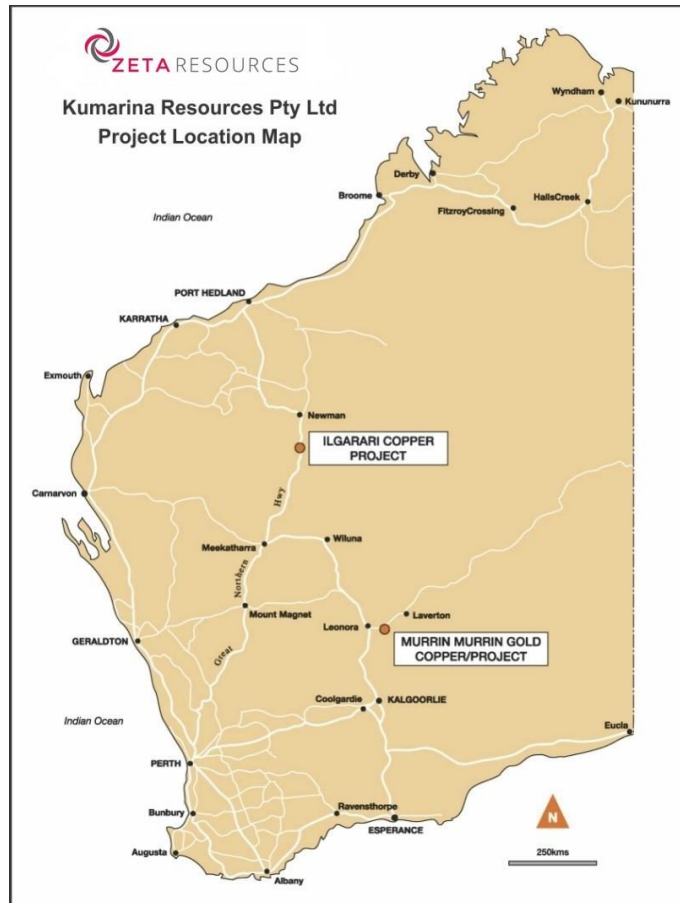 ZETA RESOURCES
Kumarina Resources Pty Ltd
Project Location Map
Wyndham
Kununurra
Derby
Broome
HallsCreek
FitzroyCrossing
Indian Ocean
PORT HEDLAND
KARRATHA
Exmouth
Newman
ILGARARI COPPER
PROJECT
Carnarvon
Hwy
Meekatharra
Wiluna
Northern
Mount Magnet
Laverton
Leonora
GERALDTON
Great
MURRIN MURRIN GOLD
COPPER/PROJECT
Coolgardie
KALGOORLIE
Indian Ocean
Eucla
PERTH
Bunbury
Ravensthorpe
ESPERANCE
N
Augusta
250kms
Albany